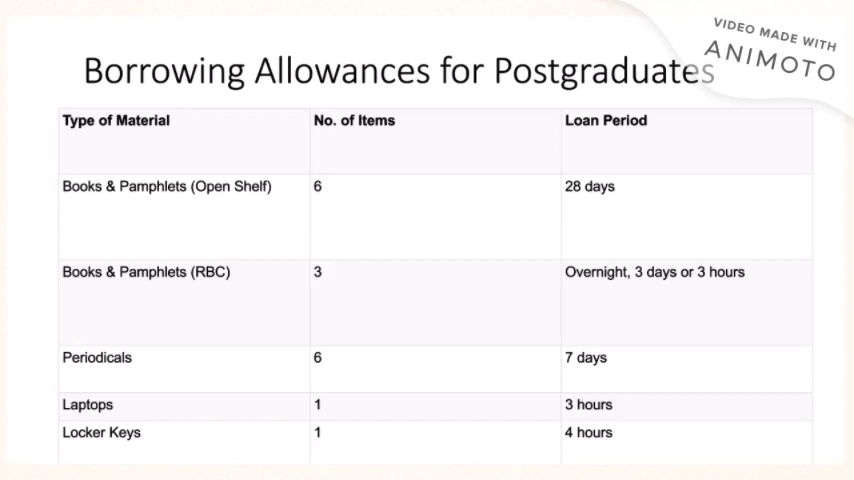 VIDEO MADE WITH
ANIMOTO
Borrowing Allowances for Postgraduates
Type of Material No. of Items Loan Period
Books & Pamphlets (Open Shelf) 6 28 days
Books & Pamphlets (RBC) 3 Overnight, 3 days or 3 hours
Periodicals 6 7 days
Laptops 1 3 hours
Locker Keys 1 4 hours